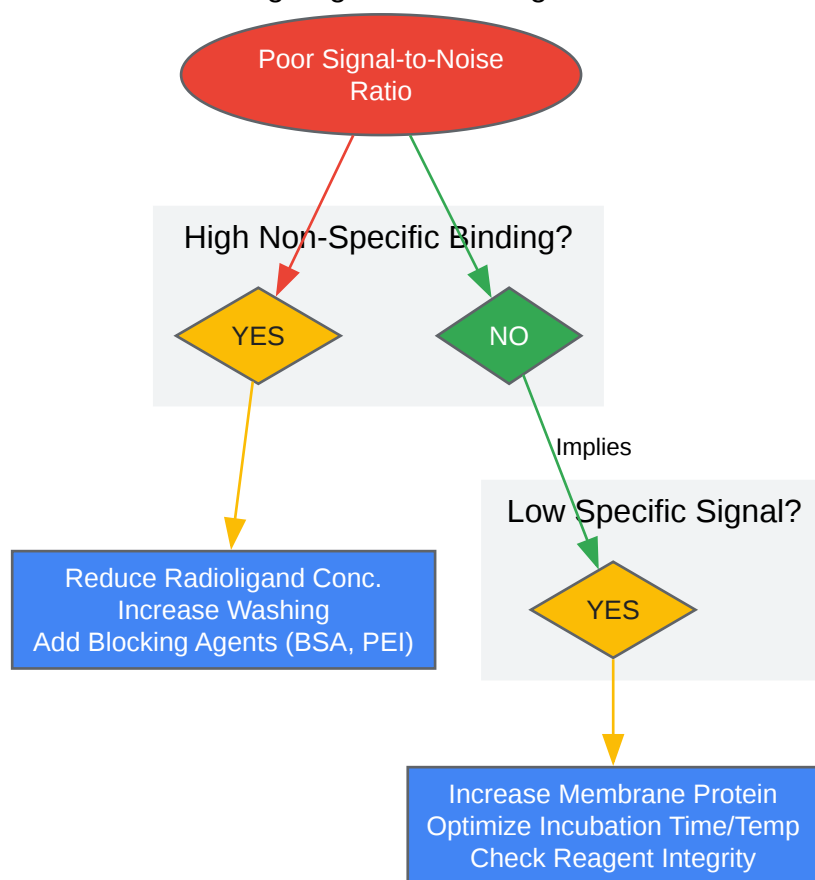 Poor Signal-to-Noise
Ratio
High Non-Specific Binding?
YES
NO
Implies
Low Specific Signal?
Reduce Radioligand Conc.
Increase Washing
Add Blocking Agents (BSA, PEI)
YES
Increase Membrane Protein
Optimize Incubation Time/Temp
Check Reagent Integrity